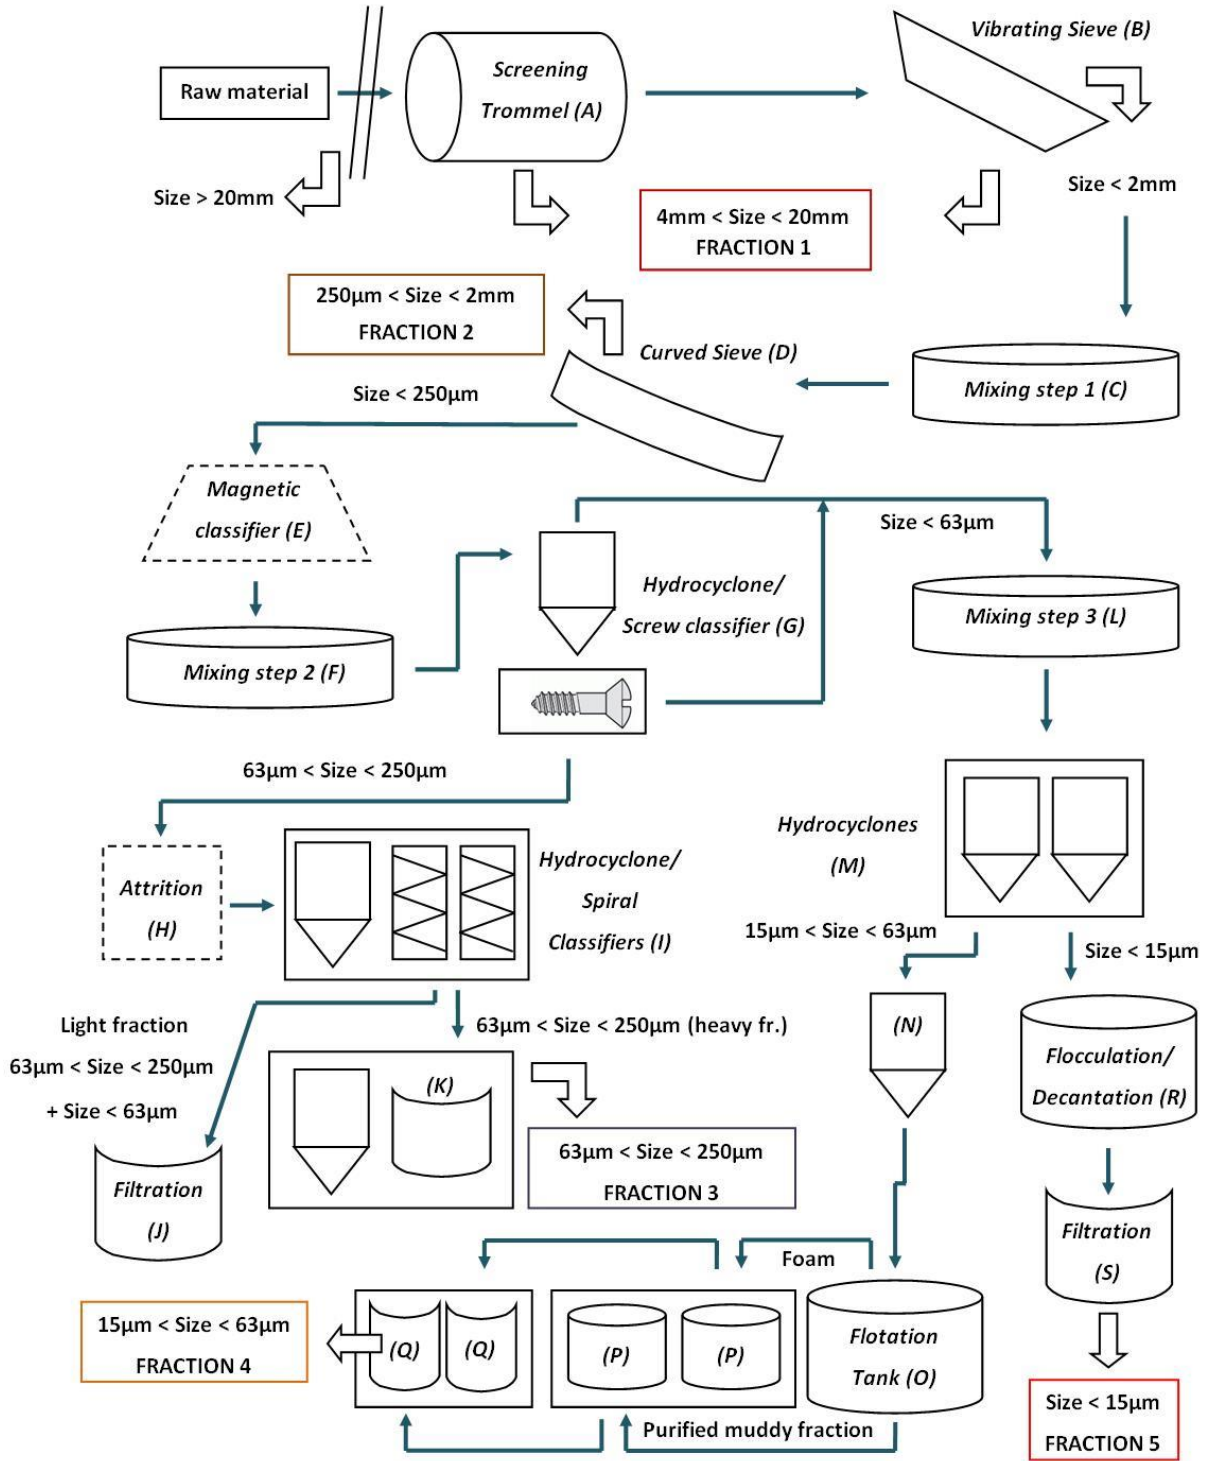 Raw material
Screening
Trommel (A)
Vibrating Sieve (B)
Size > 20mm
4mm < Size < 20mm
FRACTION 1
Size < 2mm
250µm < Size < 2mm
FRACTION 2
Curved Sieve (D)
Mixing step 1 (C)
Size < 250µm
Magnetic
classifier (E)
Size < 63µm
Hydrocyclone/
Screw classifier (G)
Mixing step 3 (L)
Mixing step 2 (F)
63µm < Size < 250µm
Hydrocyclones
(M)
Attrition
(H)
Hydrocyclone/
Spiral
Classifiers (I)
15µm < Size < 63µm
Size < 15µm
Light fraction
63µm < Size < 250µm
+ Size < 63µm
63µm < Size < 250µm (heavy fr.)
(N)
Flocculation/
Decantation (R)
(K)
63µm < Size < 250µm
FRACTION 3
Filtration
(J)
Filtration
(S)
Foam
15µm < Size < 63µm
FRACTION 4
(Q)
(Q)
(P)
(P)
Flotation
Tank (O)
Purified muddy fraction
Size < 15µm
FRACTION 5